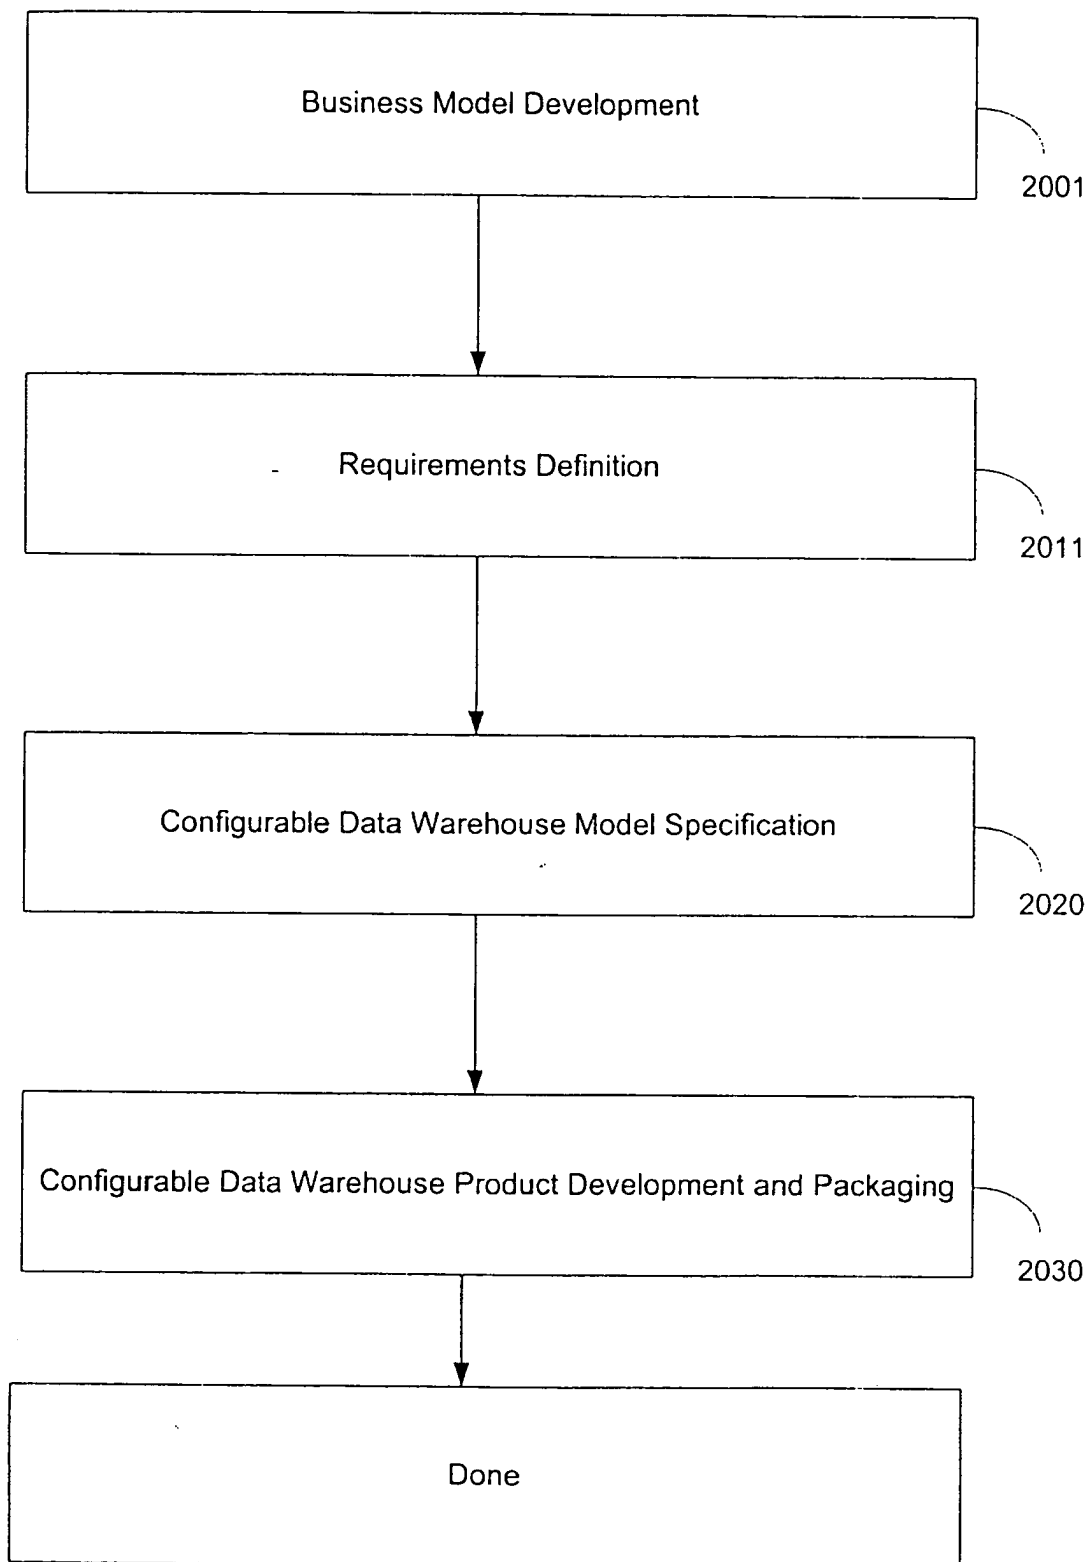 Business Model Development
2001
Requirements Definition
2011
Configurable Data Warehouse Model Specification
2020
Configurable Data Warehouse Product Development and Packaging
2030
Done